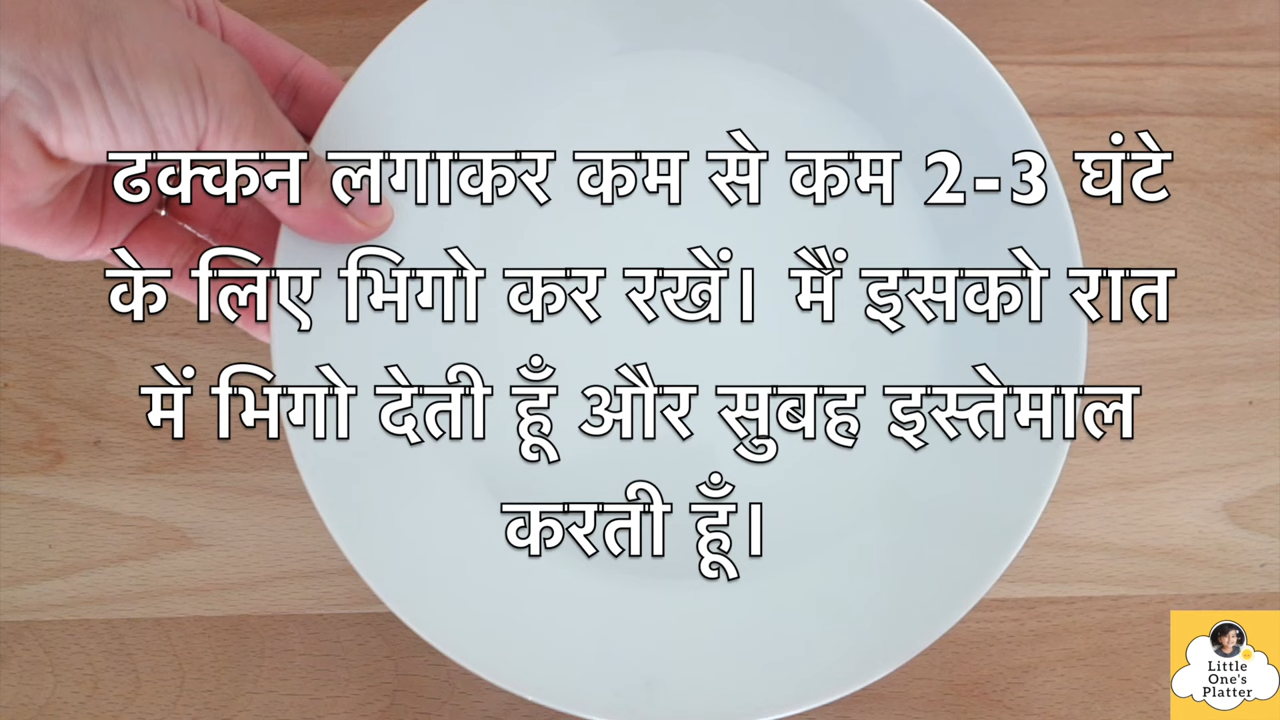 ढक्कन लगाकर कम से कम 2-3 घंटे
के लिए भिगो कर रखें। मैं इसको रात
में भिगो देती हूँ और सुबह इस्तेमाल
करती हूँ।
Little
One's
Platter